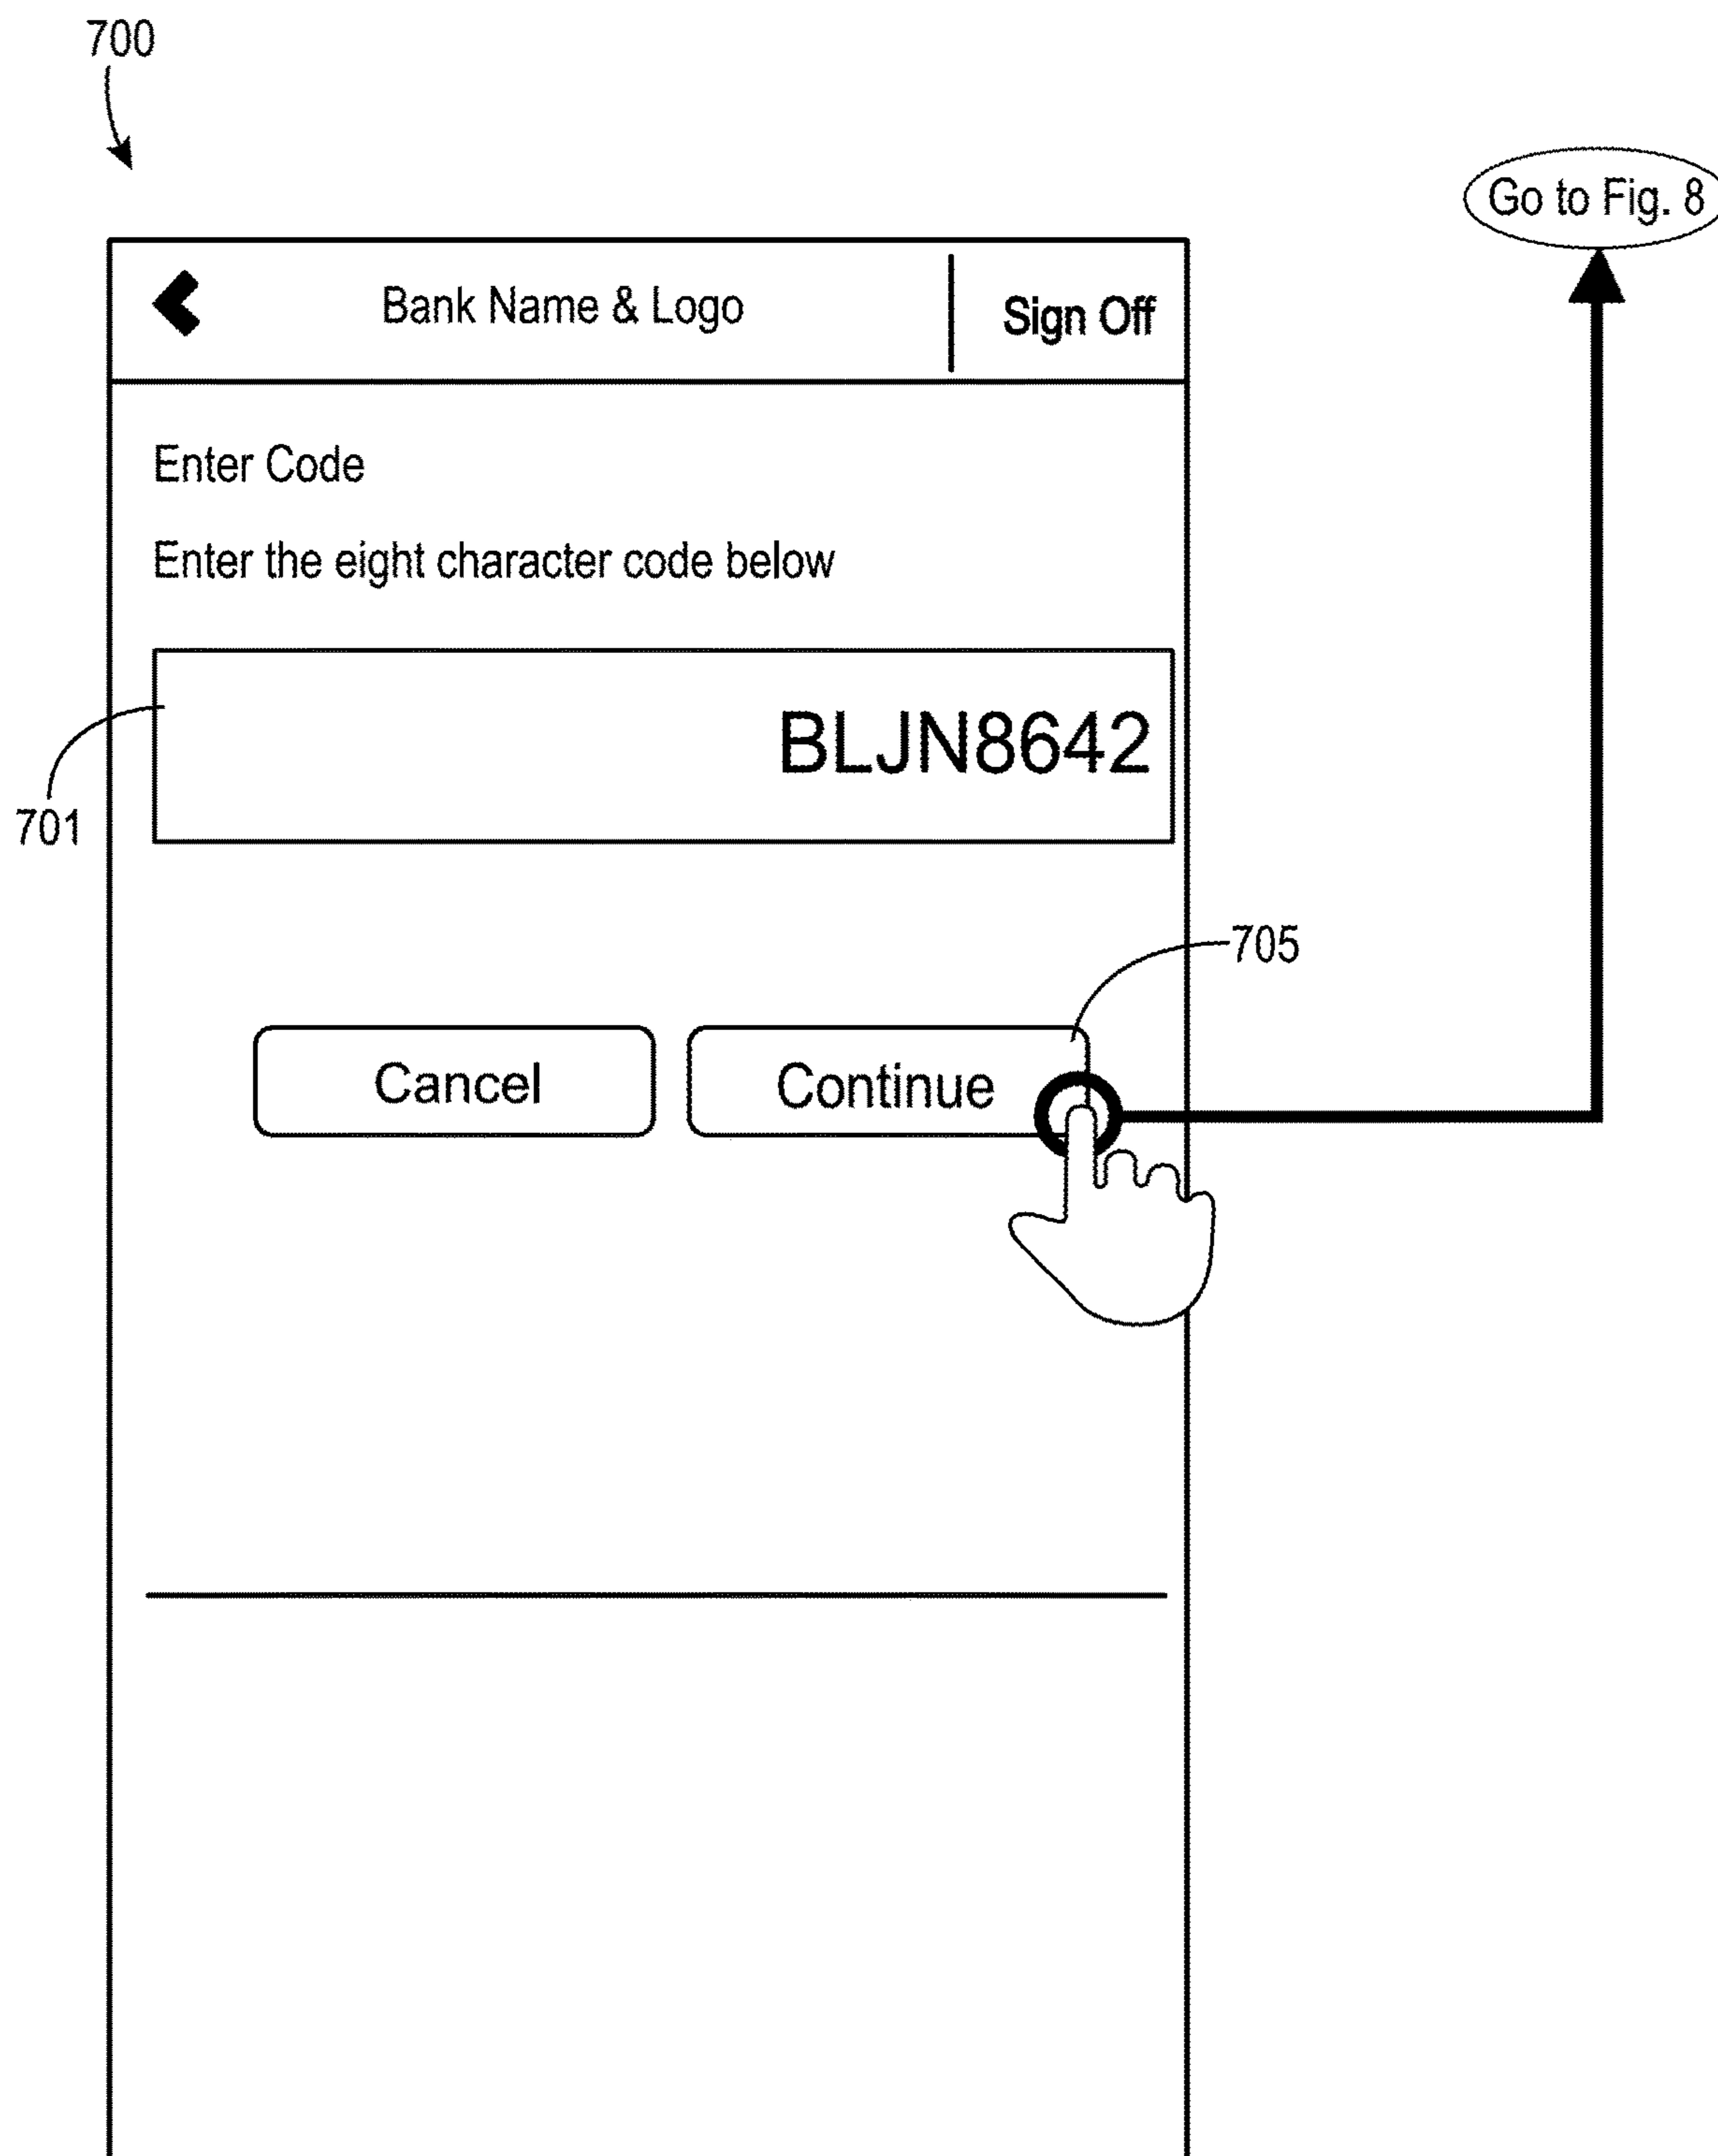 700
Go to Fig. 8
Bank Name & Logo
Sign Off
Enter Code
Enter the eight character code below
BLJN8642
701
705
Cancel
Continue